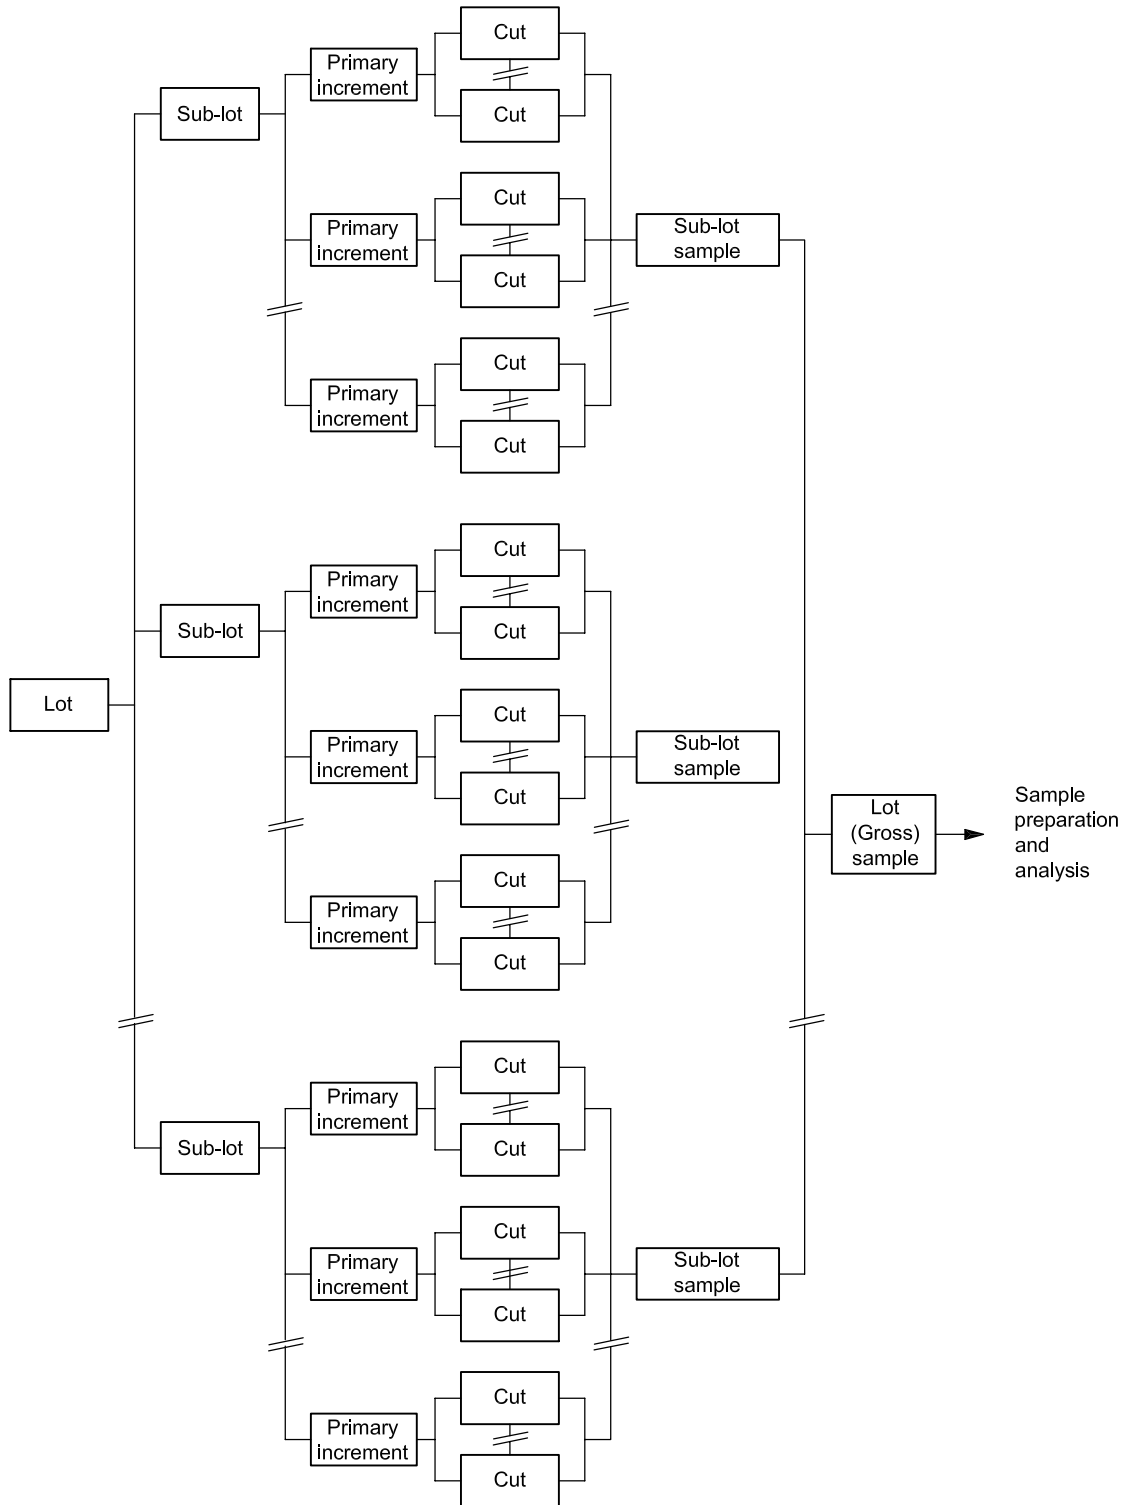 Cut
Primary
increment
Cut
Sub-lot
Cut
Primary
increment
Cut
Sub-lot
sample
Cut
Primary
increment
Cut
Cut
Primary
increment
Cut
Sub-lot
Lot
Cut
Primary
increment
Cut
Sub-lot
sample
Lot
(Gross)
sample
Sample
preparation
and
analysis
Cut
Primary
increment
Cut
Cut
Primary
increment
Cut
Sub-lot
Cut
Primary
increment
Cut
Sub-lot
sample
Cut
Primary
increment
Cut